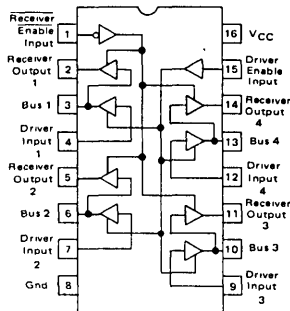 Receiver
Enable
Input
1
Receiver
Output
1
2
Bus 1
3
Driver
Input
1
4
Receiver
Output
2
5
Bus 2
6
Driver
Input
2
7
Gnd
8
16
VCC
15
Driver
Enable
Input
14
Receiver
Output
4
13
Bus 4
12
Driver
Input
4
11
Receiver
Output
3
10
Bus 3
9
Driver
Input
3